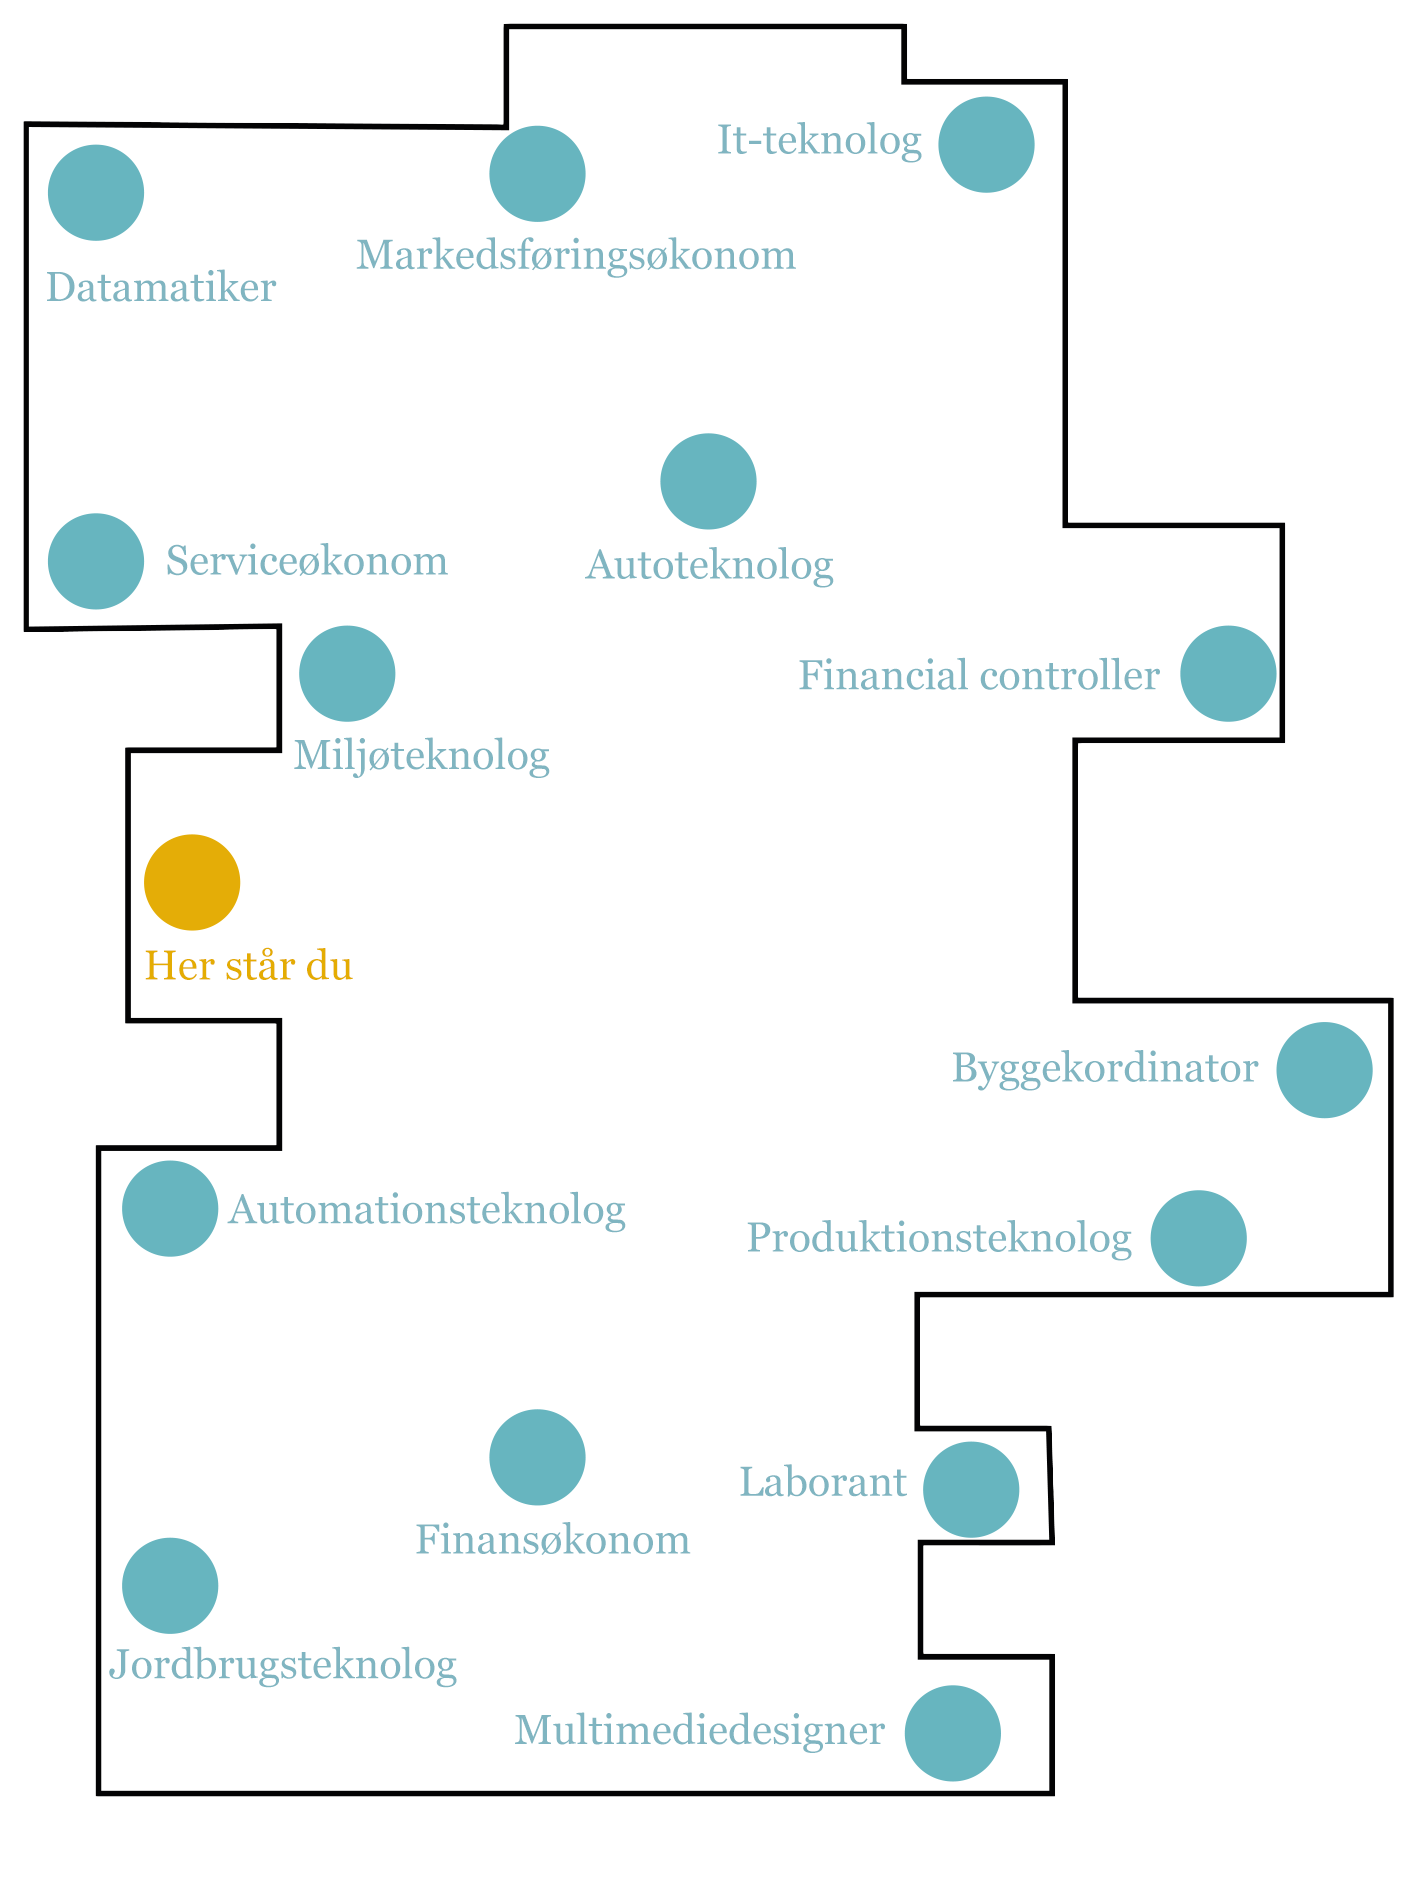 It-teknolog
Markedsføringsøkonom
Datamatiker
Serviceøkonom
Autoteknolog
Financial controller
Miljøteknolog
Her står du
Byggekordinator
Automationsteknolog
Produktionsteknolog
Laborant
Finansøkonom
Jordbrugsteknolog
Multimediedesigner